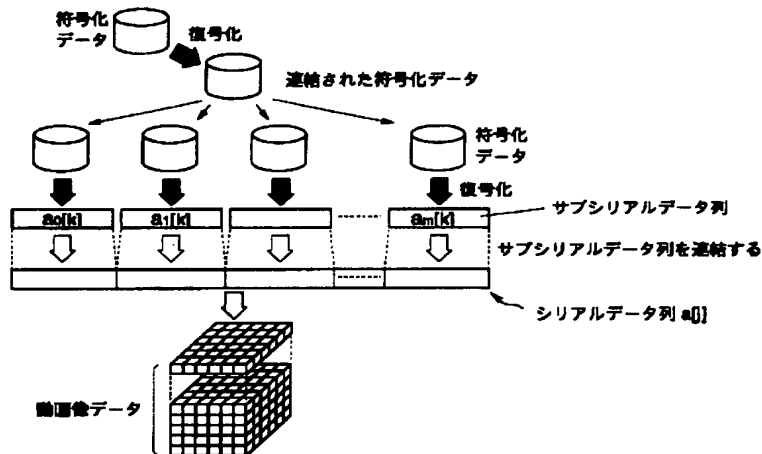 符号化
データ
復号化
連結された符号化データ
符号化
データ
復号化
a0[k]
a1[k]
am[k]
サブシリアルデータ列
サブシリアルデータ列を連結する
シリアルデータ列 a[j]
動画像データ